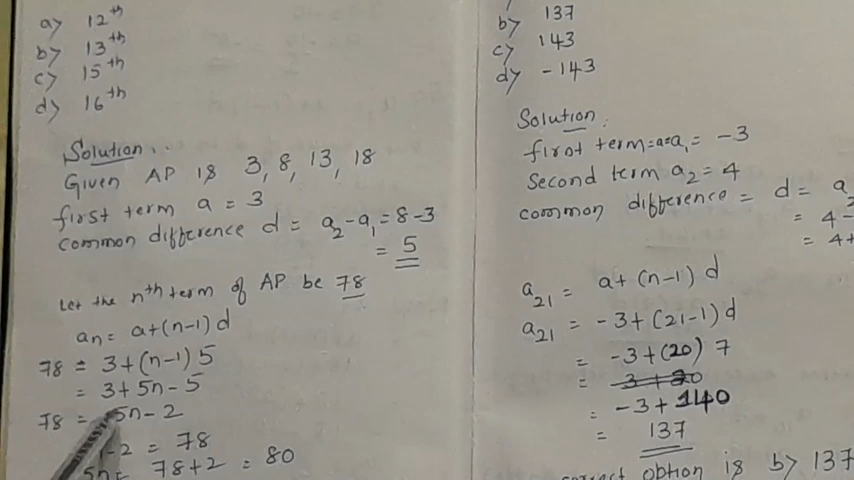 a) 12th
b) 13th
c) 15th
d) 16th
Solution..
Given AP is 3, 8, 13, 18
first term a = 3
common difference d = a2-a1 = 8-3
= 5
Let the nth term of AP be 78
an = a+(n-1)d
78 = 3+(n-1)5
= 3+5n-5
78 = 5n-2
-2 = 78
5n = 78+2 = 80
b) 137
c) 143
d) -143
Solution:
first term=a=a1= -3
Second term a2 = 4
common difference = d = a2
= 4-
= 4+
a21 = a+(n-1)d
a21 = -3+(21-1)d
= -3+(20)7
= 3+20
= -3+140
= 137
correct option is b) 137